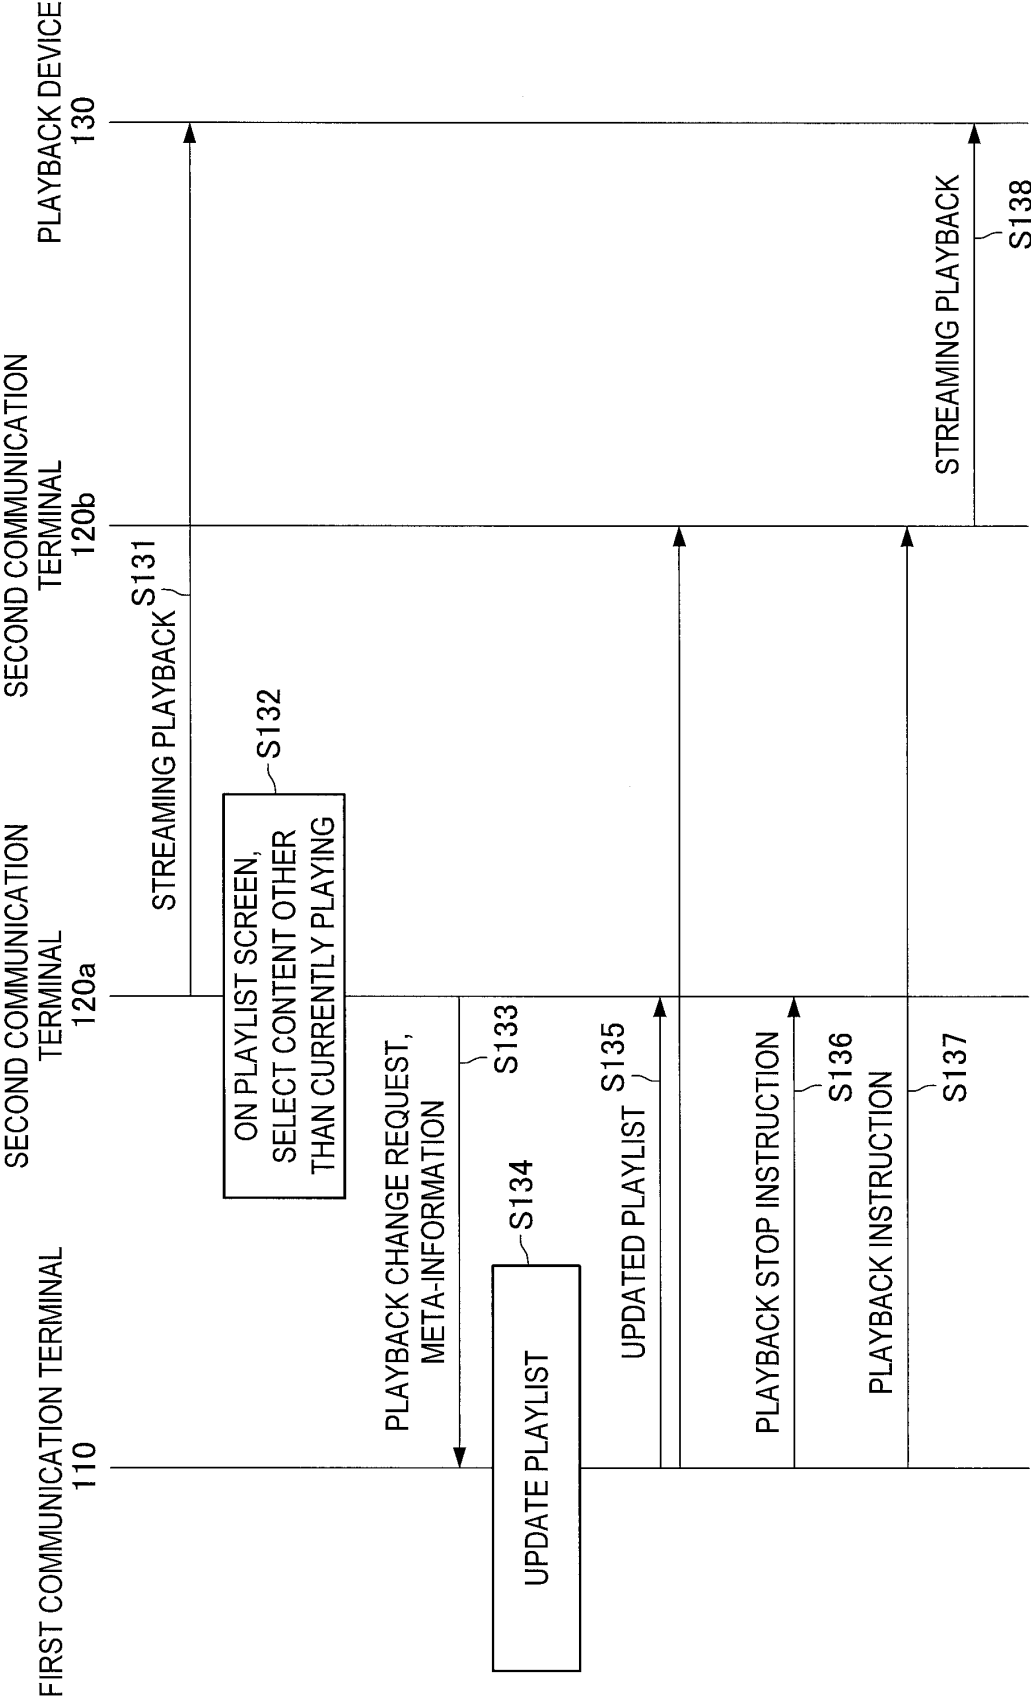 FIRST COMMUNICATION TERMINAL
110
SECOND COMMUNICATION
TERMINAL
120a
SECOND COMMUNICATION
TERMINAL
120b
PLAYBACK DEVICE
130
STREAMING PLAYBACK
S131
ON PLAYLIST SCREEN,
SELECT CONTENT OTHER
THAN CURRENTLY PLAYING
S132
PLAYBACK CHANGE REQUEST,
META-INFORMATION
S133
UPDATE PLAYLIST
S134
UPDATED PLAYLIST
S135
PLAYBACK STOP INSTRUCTION
S136
PLAYBACK INSTRUCTION
S137
STREAMING PLAYBACK
S138